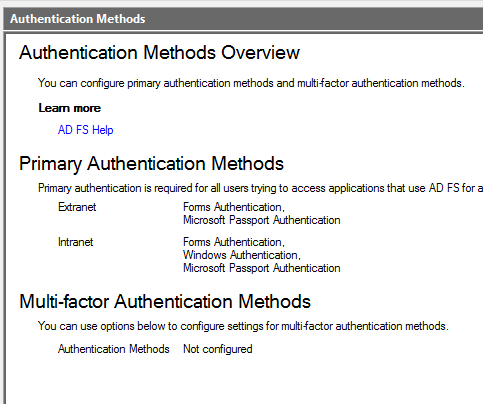 Authentication Methods
Authentication Methods Overview
You can configure primary authentication methods and multi-factor authentication methods.
Learn more
AD FS Help
Primary Authentication Methods
Primary authentication is required for all users trying to access applications that use AD FS for a
Extranet Forms Authentication,
Microsoft Passport Authentication
Intranet Forms Authentication,
Windows Authentication,
Microsoft Passport Authentication
Multi-factor Authentication Methods
You can use options below to configure settings for multi-factor authentication methods.
Authentication Methods Not configured